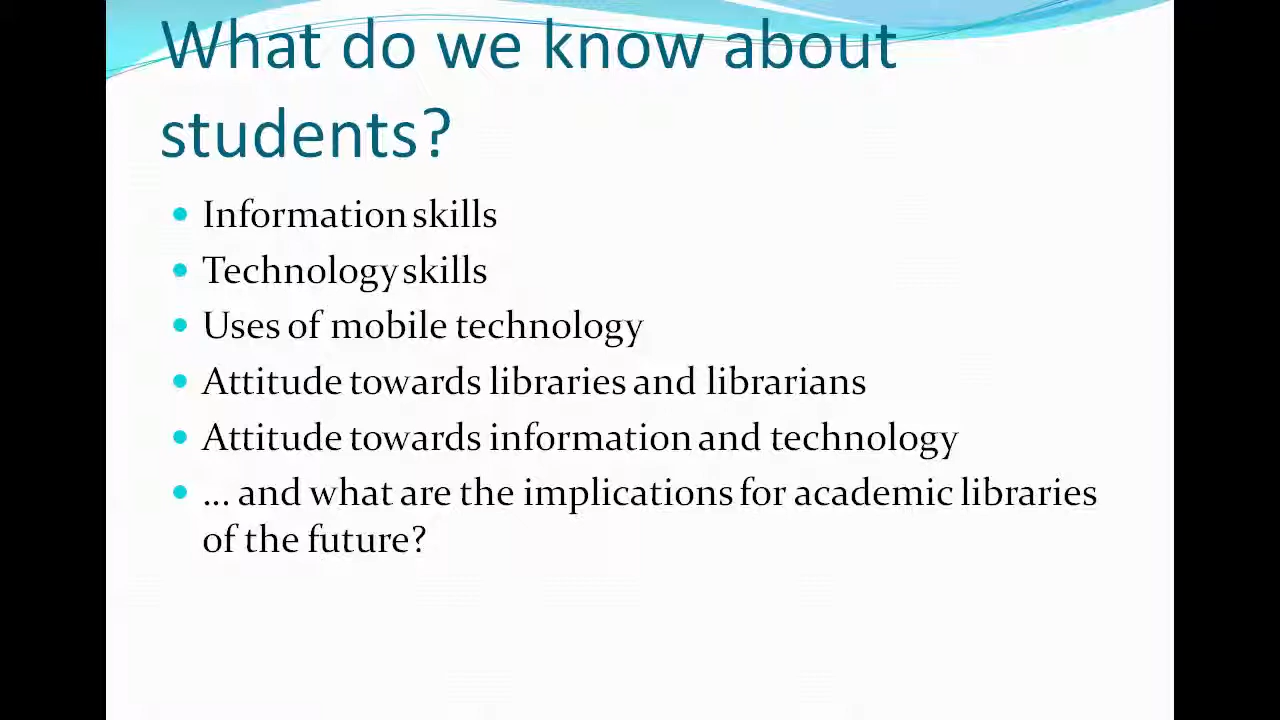 What do we know about
students?
• Information skills
• Technology skills
• Uses of mobile technology
• Attitude towards libraries and librarians
• Attitude towards information and technology
• ... and what are the implications for academic libraries
of the future?